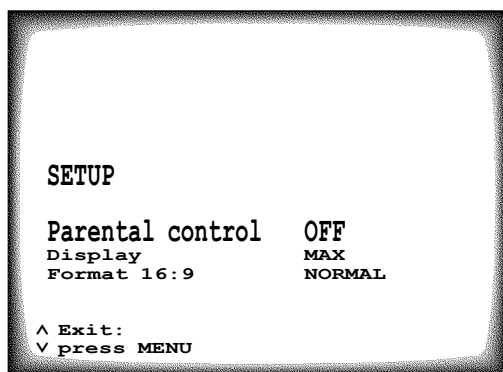 SETUP
Parental control OFF
Display MAX
Format 16:9 NORMAL
∧ Exit:
∨ press MENU